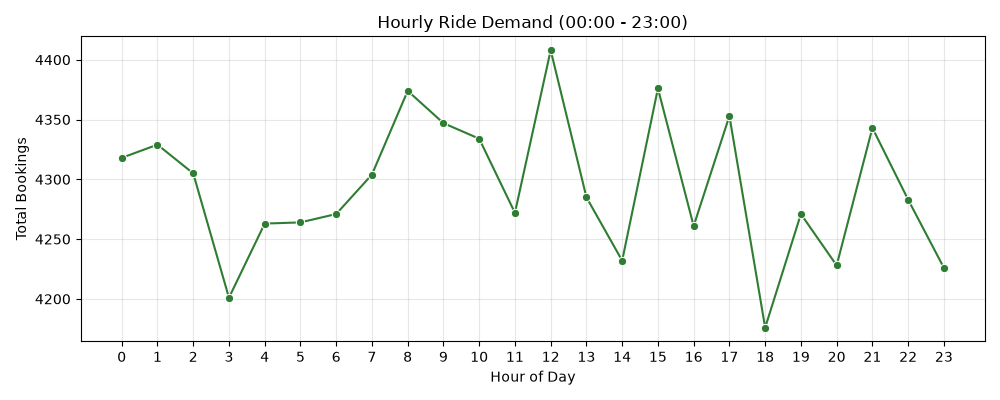 Hourly Ride Demand (00:00 - 23:00)
Total Bookings
4400
4350
4300
4250
4200
0 1 2 3 4 5 6 7 8 9 10 11 12 13 14 15 16 17 18 19 20 21 22 23
Hour of Day